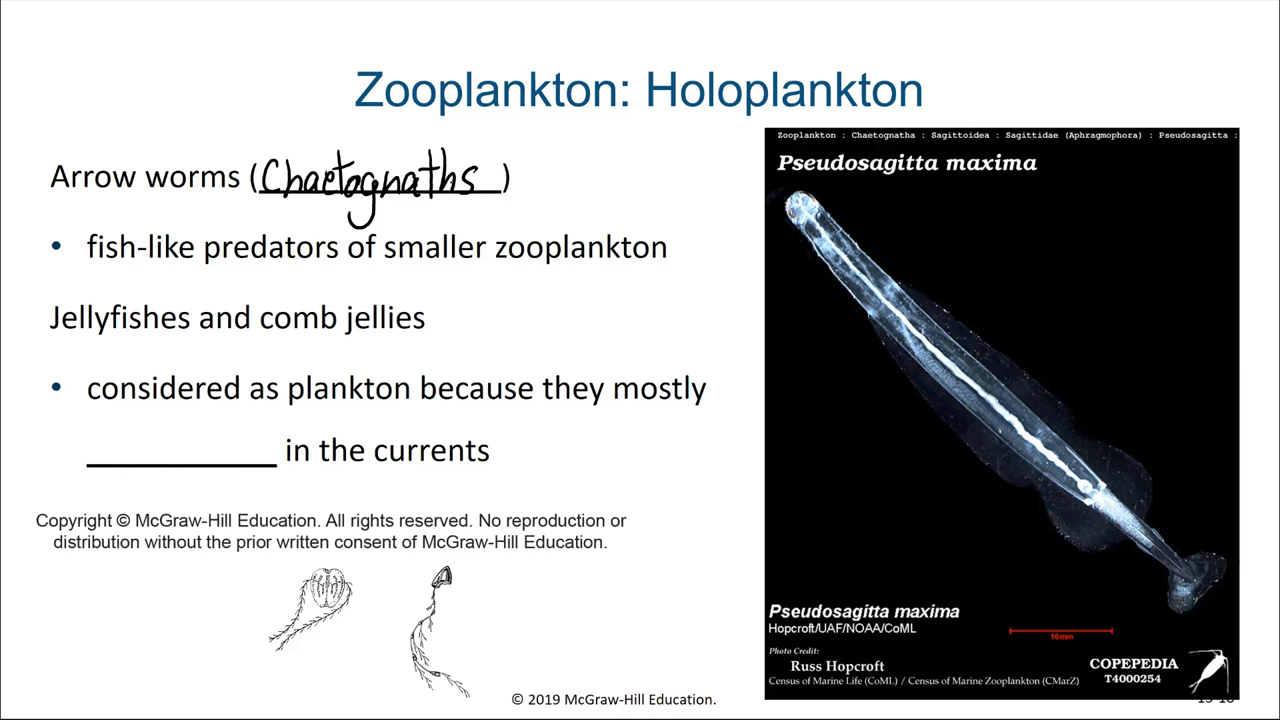 Zooplankton: Holoplankton
Arrow worms (Chaetognaths)
• fish-like predators of smaller zooplankton
Jellyfishes and comb jellies
• considered as plankton because they mostly
__________ in the currents
Copyright © McGraw-Hill Education. All rights reserved. No reproduction or
distribution without the prior written consent of McGraw-Hill Education.
© 2019 McGraw-Hill Education.
Zooplankton : Chaetognatha : Sagittoidea : Sagittidae (Aphragmophora) : Pseudosagitta :
Pseudosagitta maxima
Pseudosagitta maxima
Hopcroft/UAF/NOAA/CoML
10mm
Photo Credit:
Russ Hopcroft
Census of Marine Life (CoML) / Census of Marine Zooplankton (CMarZ)
COPEPEDIA
T4000254